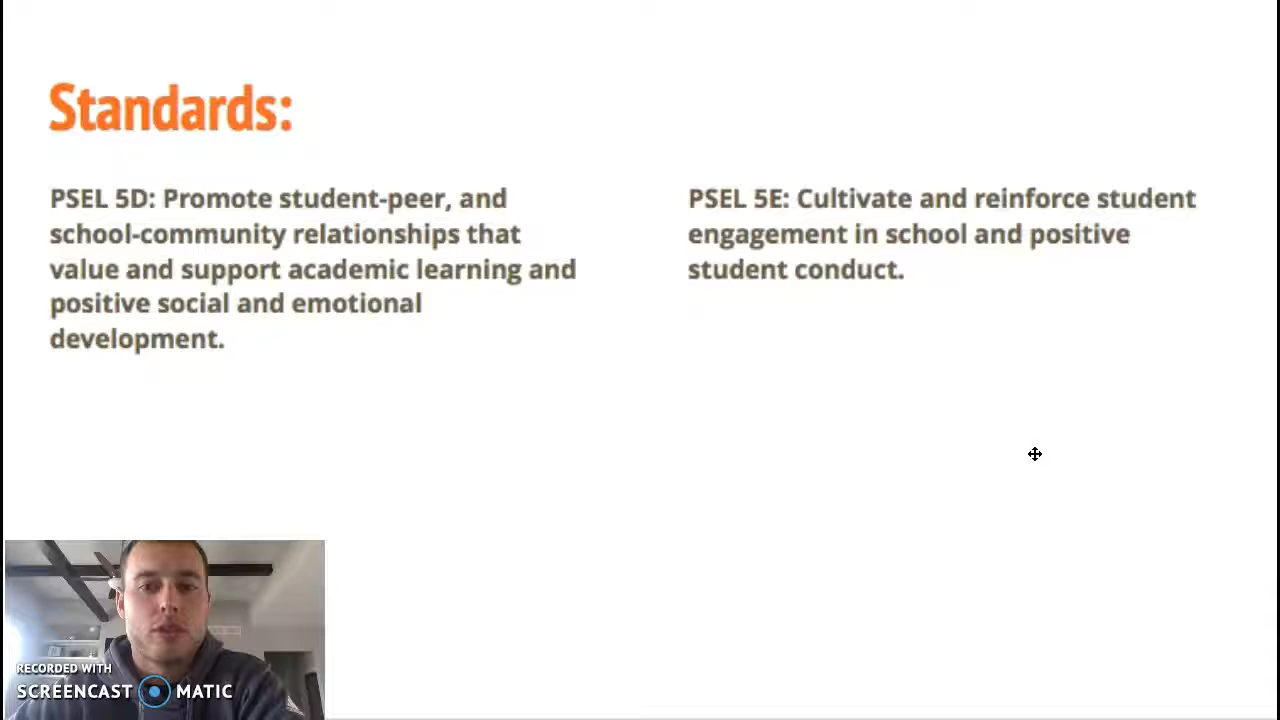 Standards:
PSEL 5D: Promote student-peer, and
school-community relationships that
value and support academic learning and
positive social and emotional
development.
PSEL 5E: Cultivate and reinforce student
engagement in school and positive
student conduct.
RECORDED WITH
SCREENCAST MATIC